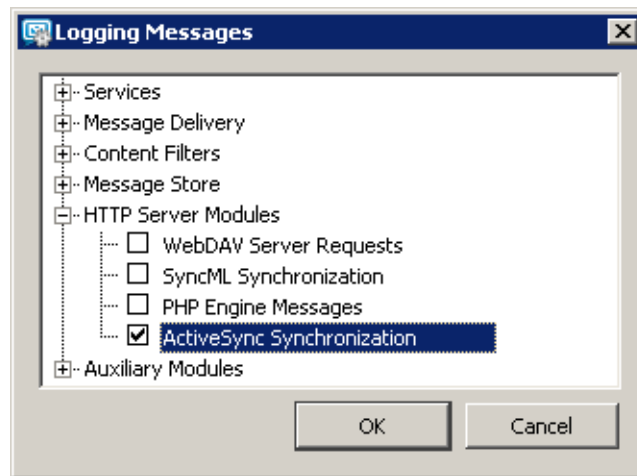 Logging Messages
Services
Message Delivery
Content Filters
Message Store
HTTP Server Modules
WebDAV Server Requests
SyncML Synchronization
PHP Engine Messages
ActiveSync Synchronization
Auxiliary Modules
OK
Cancel